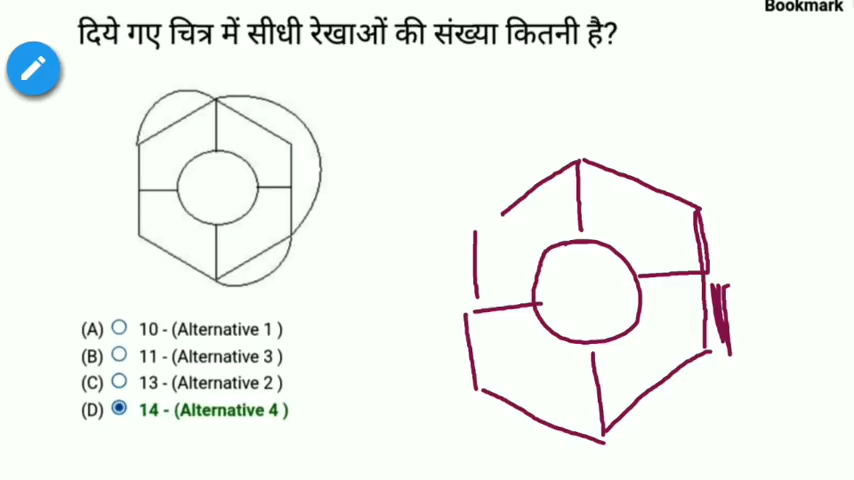 Bookmark
दिये गए चित्र में सीधी रेखाओं की संख्या कितनी है?
(A) 10 - (Alternative 1 )
(B) 11 - (Alternative 3 )
(C) 13 - (Alternative 2 )
(D) 14 - (Alternative 4 )